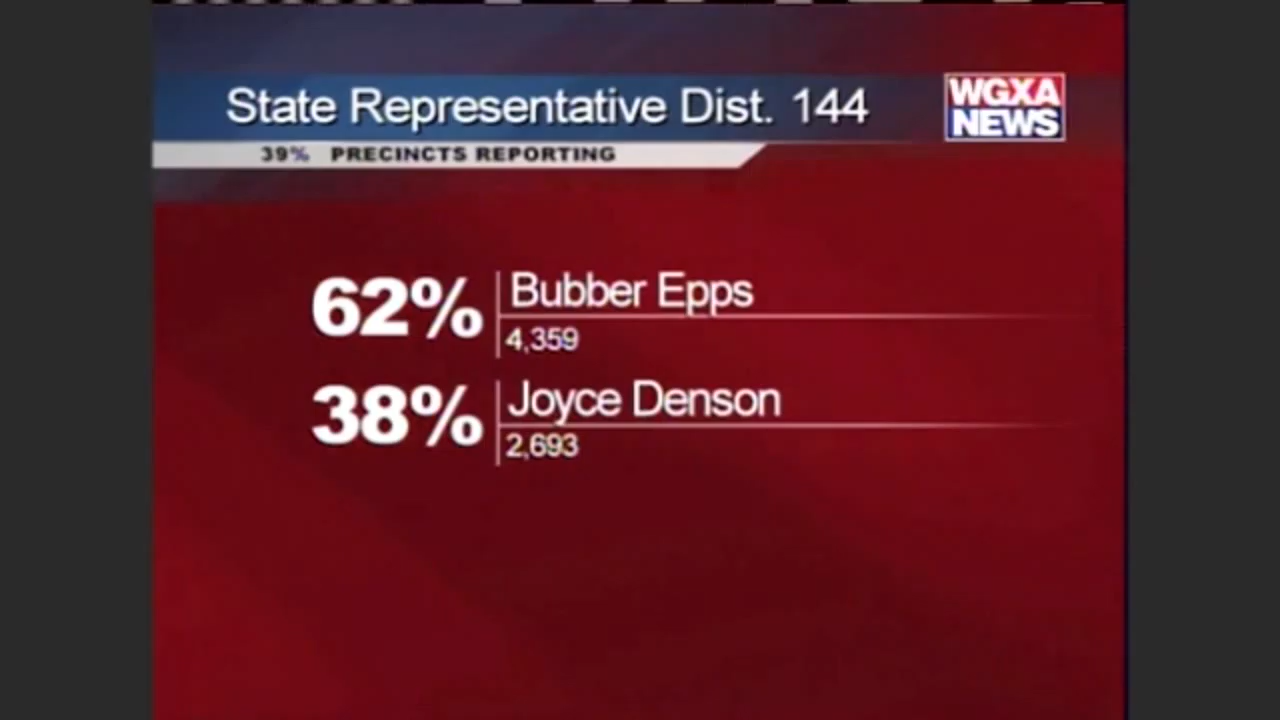 State Representative Dist. 144
WGXA
NEWS
39% PRECINCTS REPORTING
62%
Bubber Epps
4,359
38%
Joyce Denson
2,693